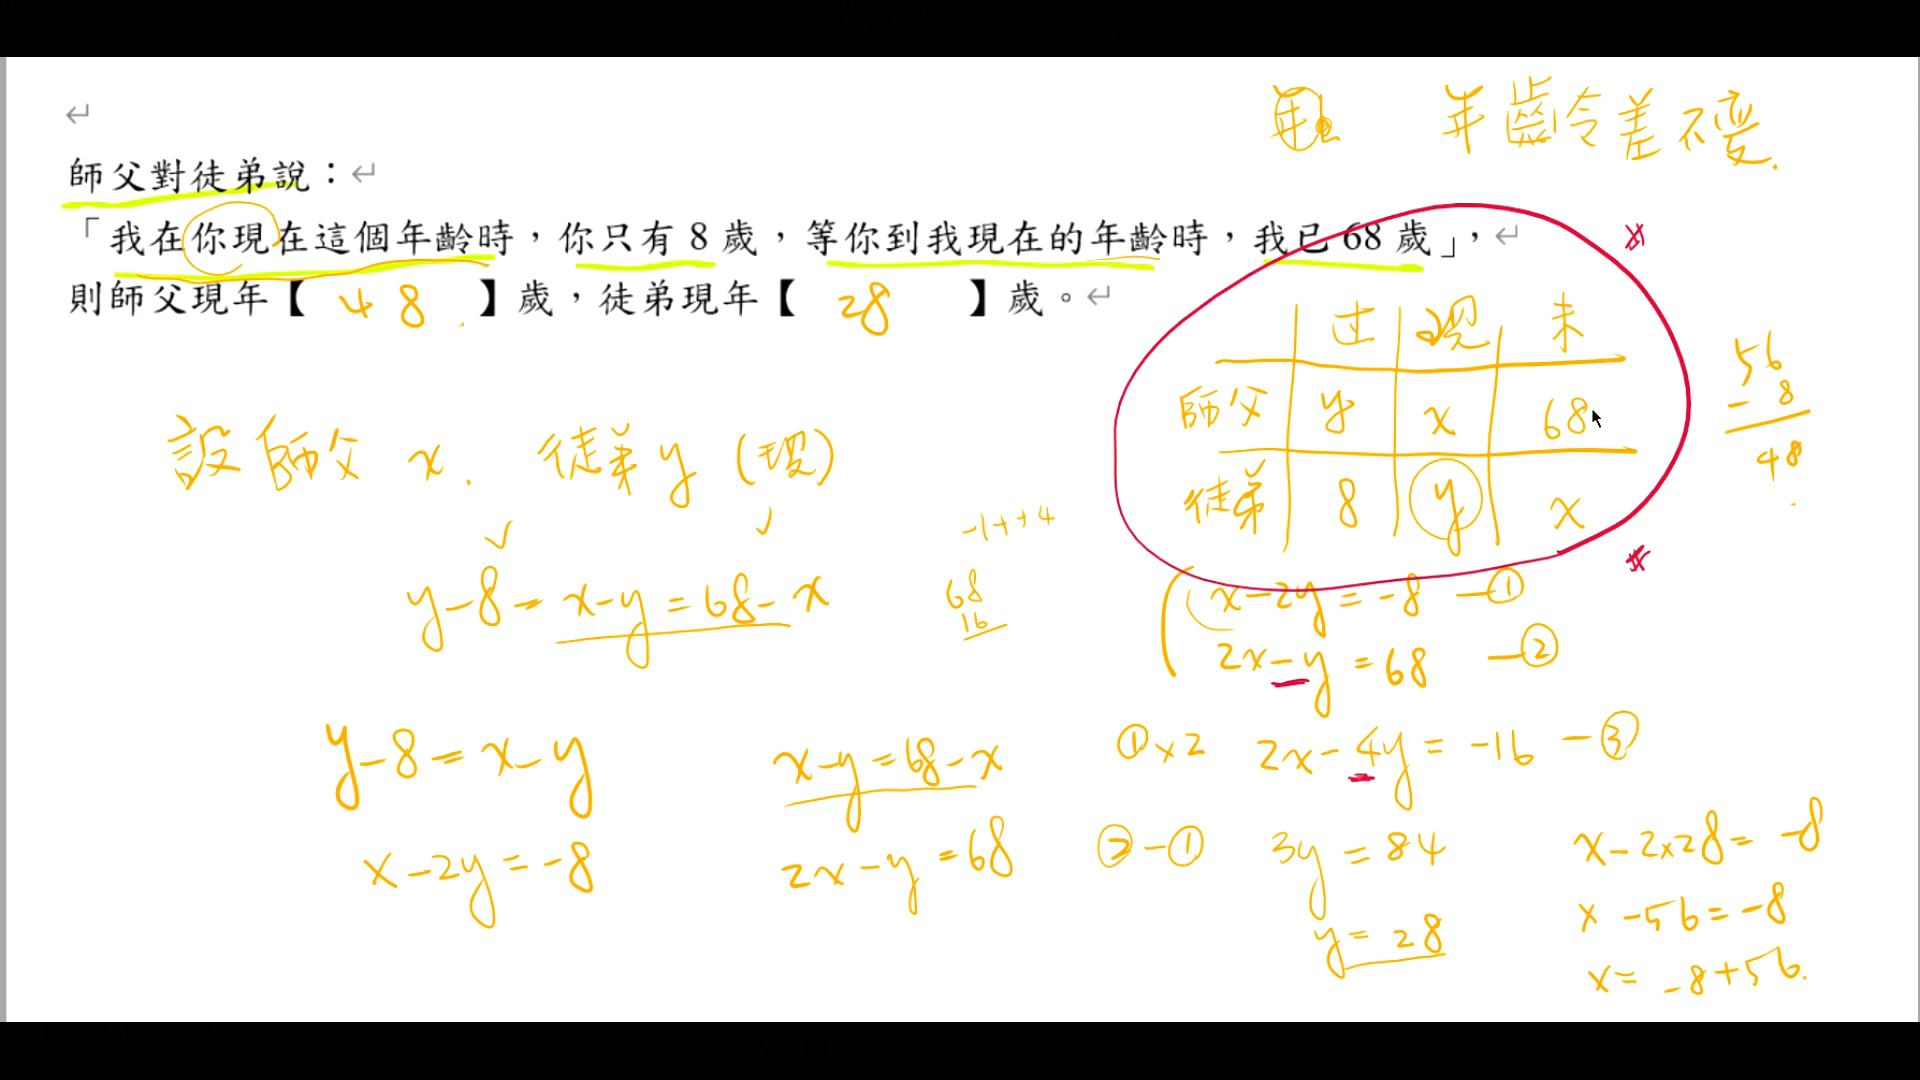 年齡差不變.
師父對徒弟說：
「我在你現在這個年齡時，你只有 8 歲，等你到我現在的年齡時，我已 68 歲」，
則師父現年【 48 】歲，徒弟現年【 28 】歲。
過 現 未
師父 y x 68
徒弟 8 y x
56
- 8
48
設師父 x. 徒弟 y (現)
-1++4
y-8=x-y=68-x
68
16
x-2y=-8 —①
2x-y=68 —②
y-8=x-y
x-y=68-x
①×2 2x-4y=-16 —③
x-2y=-8
2x-y=68
②-① 3y=84
y=28
x-2×28=-8
x-56=-8
x=-8+56.